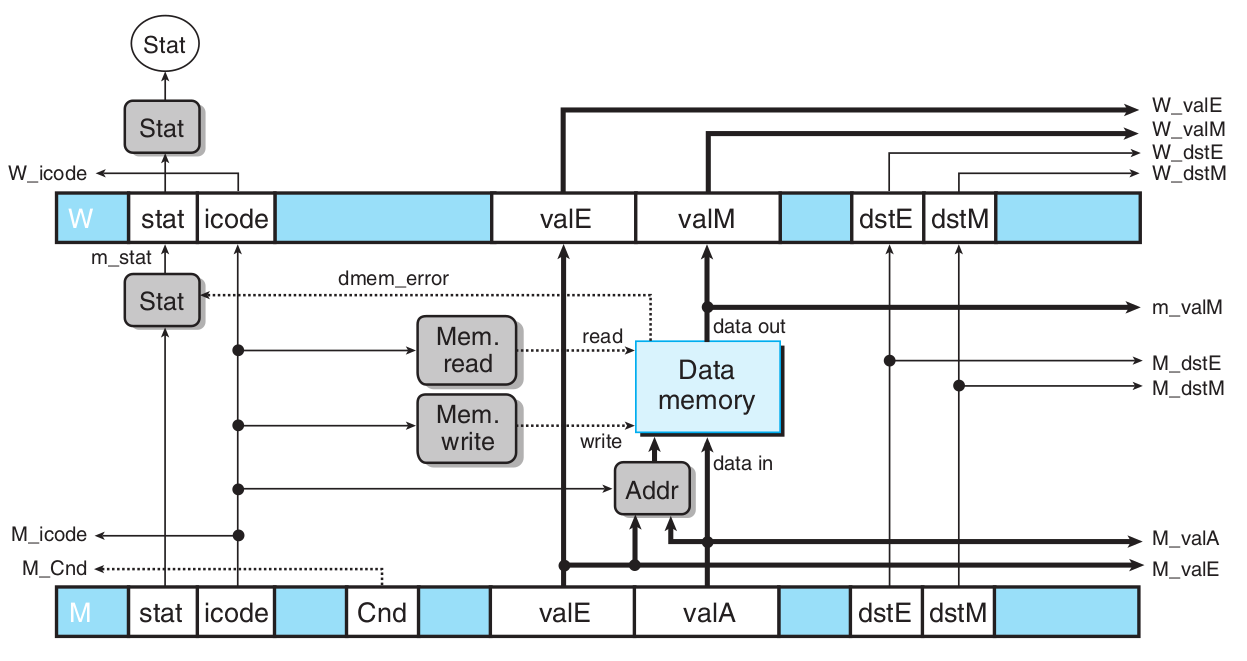 Stat
Stat
W_valE
W_valM
W_dstE
W_dstM
W_icode
W
stat
icode
valE
valM
dstE
dstM
m_stat
dmem_error
Stat
m_valM
data out
Mem.
read
read
Data
memory
M_dstE
M_dstM
Mem.
write
write
data in
Addr
M_icode
M_valA
M_Cnd
M_valE
M
stat
icode
Cnd
valE
valA
dstE
dstM